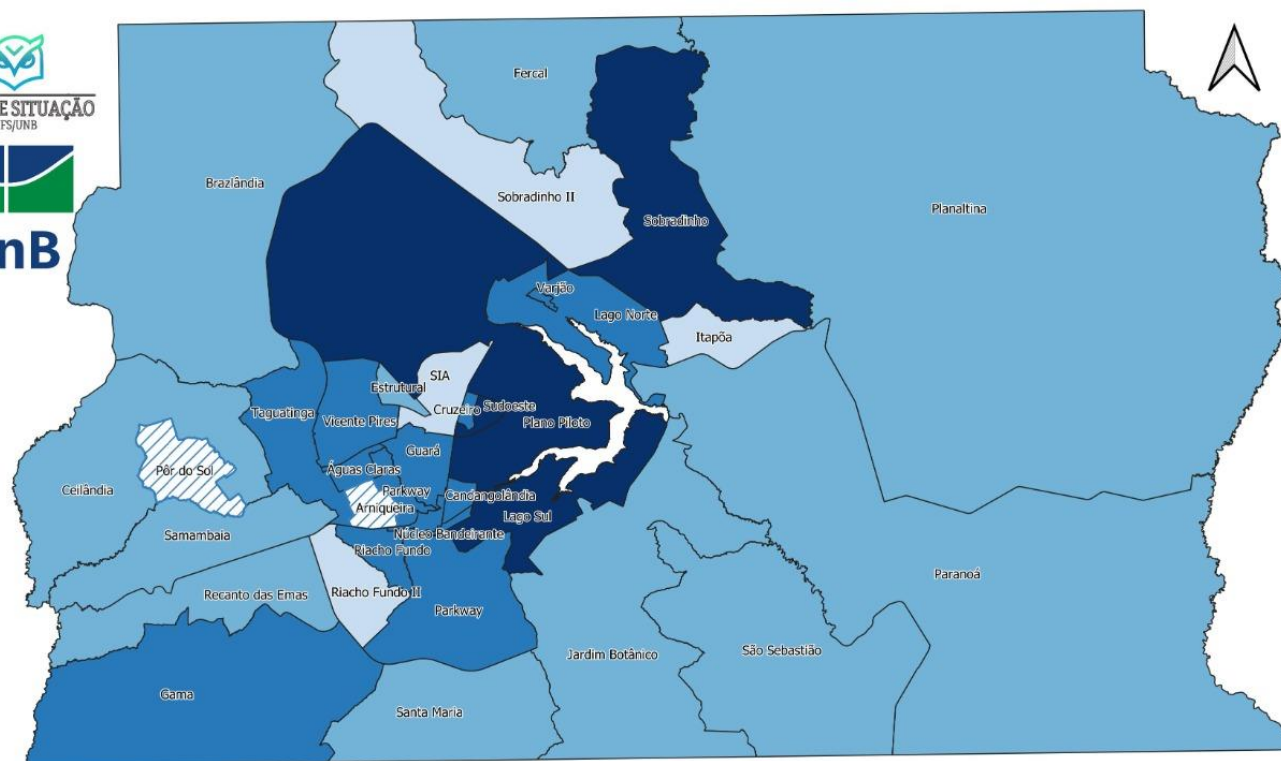 E SITUAÇÃO
FS/UNB
nB
Fercal
Brazlândia
Sobradinho II
Sobradinho
Planaltina
Varjão
Lago Norte
Itapõa
SIA
Estrutural
Cruzeiro
Sudoeste
Taguatinga
Vicente Pires
Plano Piloto
Guará
Águas Claras
Pôr do Sol
Ceilândia
Parkway
Candangolândia
Arniqueira
Lago Sul
Samambaia
Núcleo Bandeirante
Riacho Fundo
Paranoá
Recanto das Emas
Riacho Fundo II
Parkway
Jardim Botânico
São Sebastião
Gama
Santa Maria